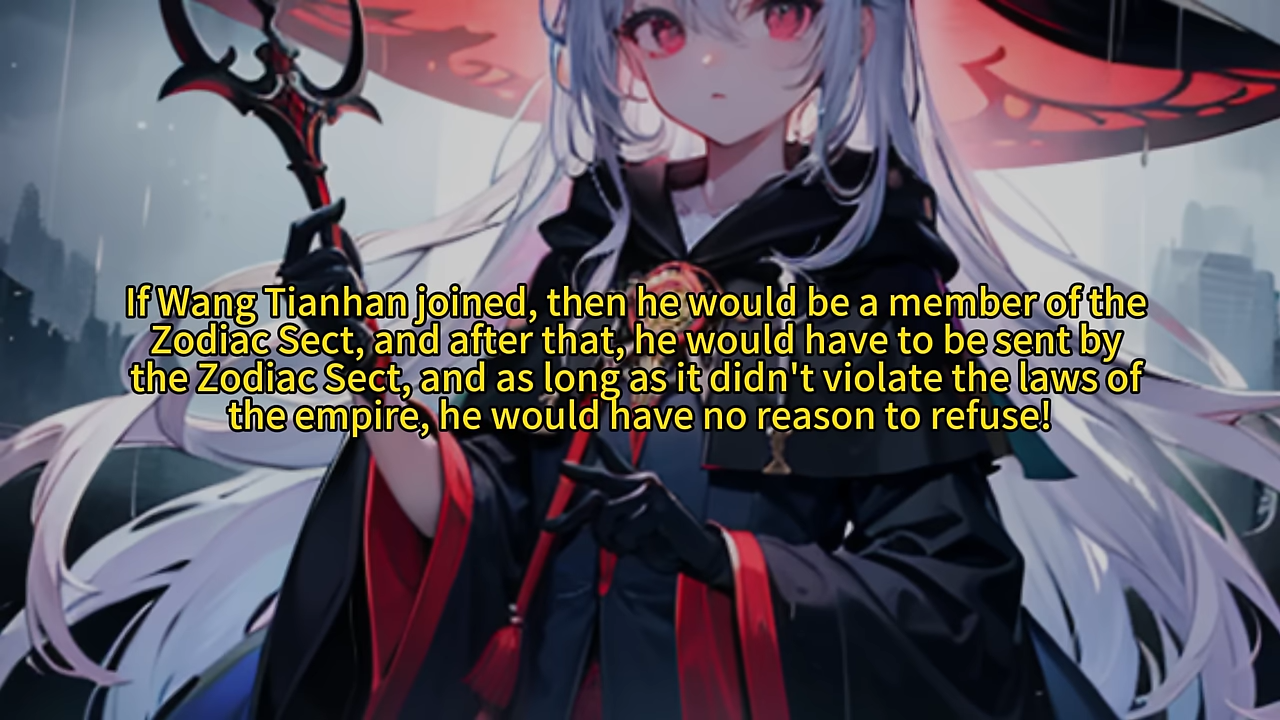 If Wang Tianhan joined, then he would be a member of the
Zodiac Sect, and after that, he would have to be sent by
the Zodiac Sect, and as long as it didn't violate the laws of
the empire, he would have no reason to refuse!